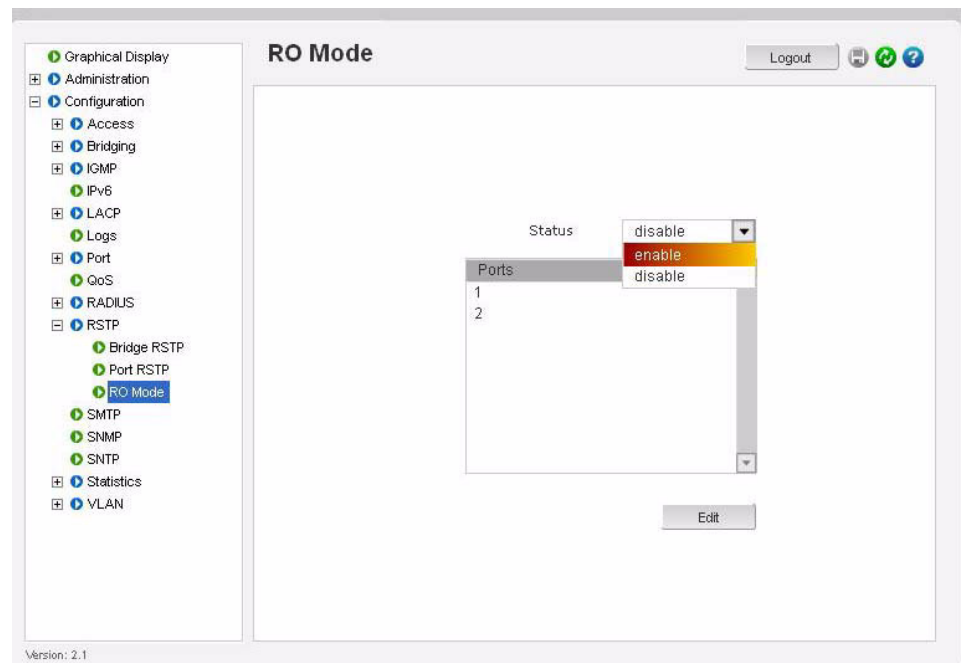 RO Mode
Logout
Graphical Display
Administration
Configuration
Access
Bridging
IGMP
IPv6
LACP
Logs
Port
QoS
RADIUS
RSTP
Bridge RSTP
Port RSTP
RO Mode
SMTP
SNMP
SNTP
Statistics
VLAN
Status
disable
enable
disable
Ports
1
2
Edit
Version: 2.1